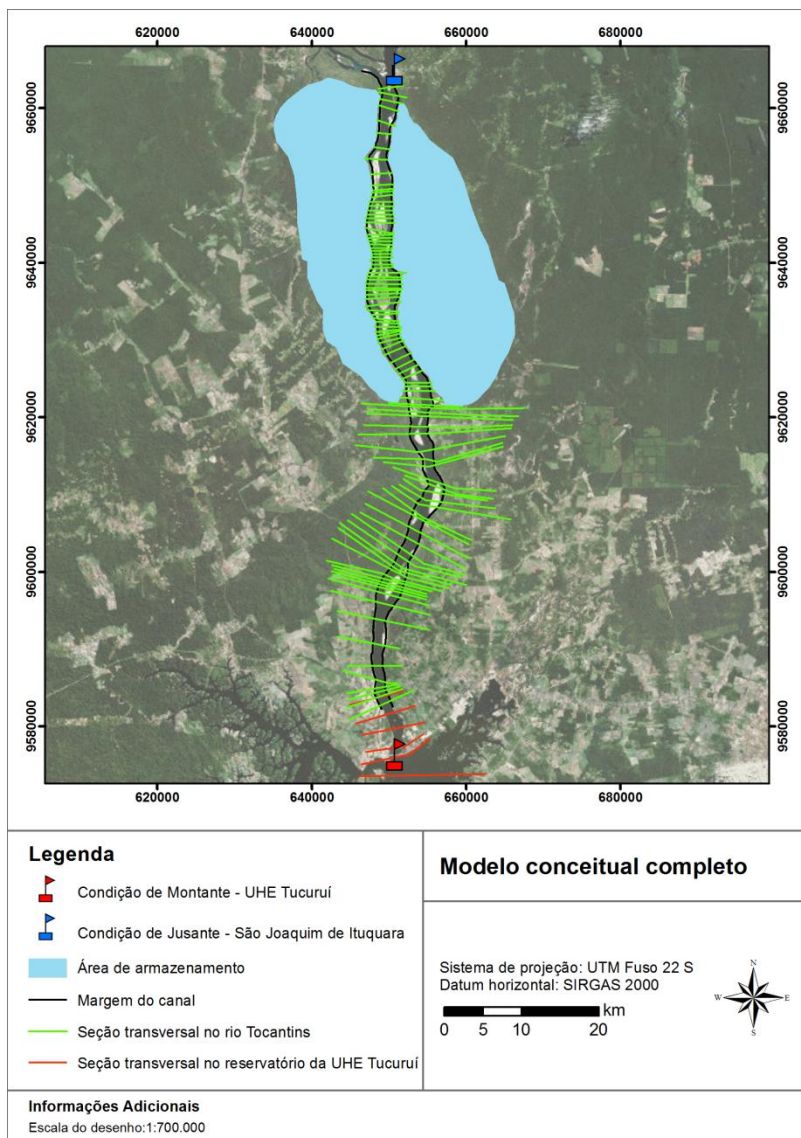 620000 640000 660000 680000
9660000 9660000
9640000 9640000
9620000 9620000
9600000 9600000
9580000 9580000
620000 640000 660000 680000
Legenda
Condição de Montante - UHE Tucuruí
Condição de Jusante - São Joaquim de Ituquara
Área de armazenamento
Margem do canal
Seção transversal no rio Tocantins
Seção transversal no reservatório da UHE Tucuruí
Modelo conceitual completo
Sistema de projeção: UTM Fuso 22 S
Datum horizontal: SIRGAS 2000
km
0 5 10 20
N
W E
S
Informações Adicionais
Escala do desenho:1:700.000